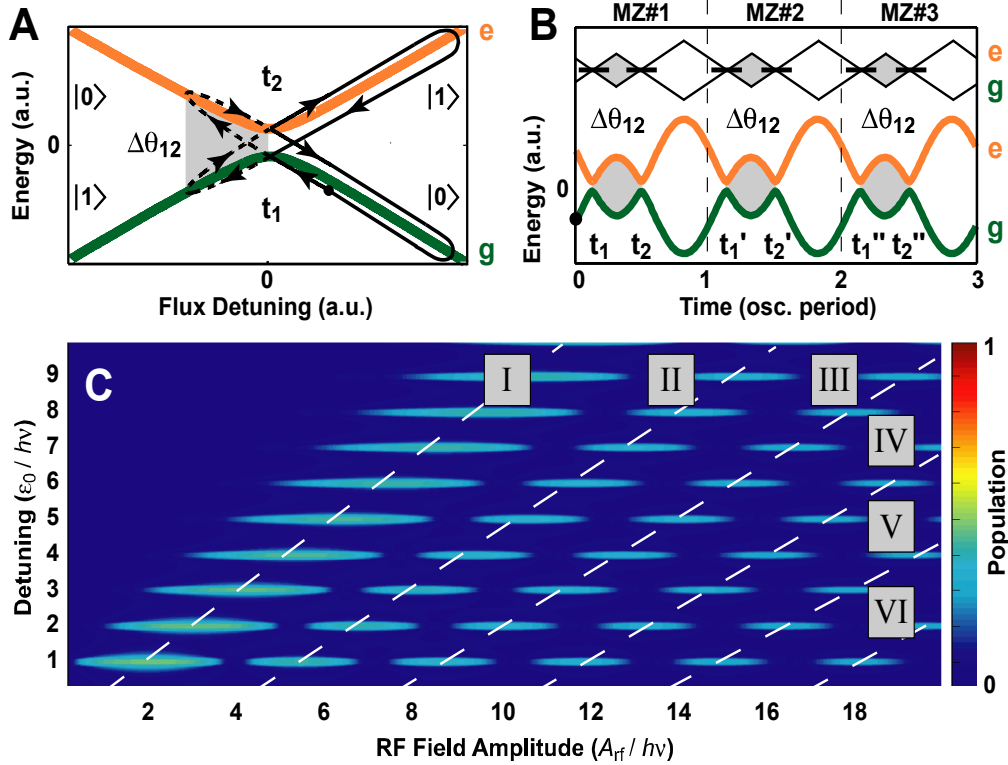 A
e
t₂
|0⟩
|1⟩
Energy (a.u.)
0
Δθ₁₂
|1⟩
|0⟩
t₁
g
0
Flux Detuning (a.u.)
MZ#1 MZ#2 MZ#3
B
e
g
Δθ₁₂ Δθ₁₂ Δθ₁₂
Energy (a.u.)
e
0
g
t₁ t₂ t₁' t₂' t₁'' t₂''
0 1 2 3
Time (osc. period)
C
I II III
IV
V
VI
9
8
7
6
5
4
3
2
1
Detuning (ε₀ / hν)
2 4 6 8 10 12 14 16 18
RF Field Amplitude (A_rf / hν)
1
Population
0